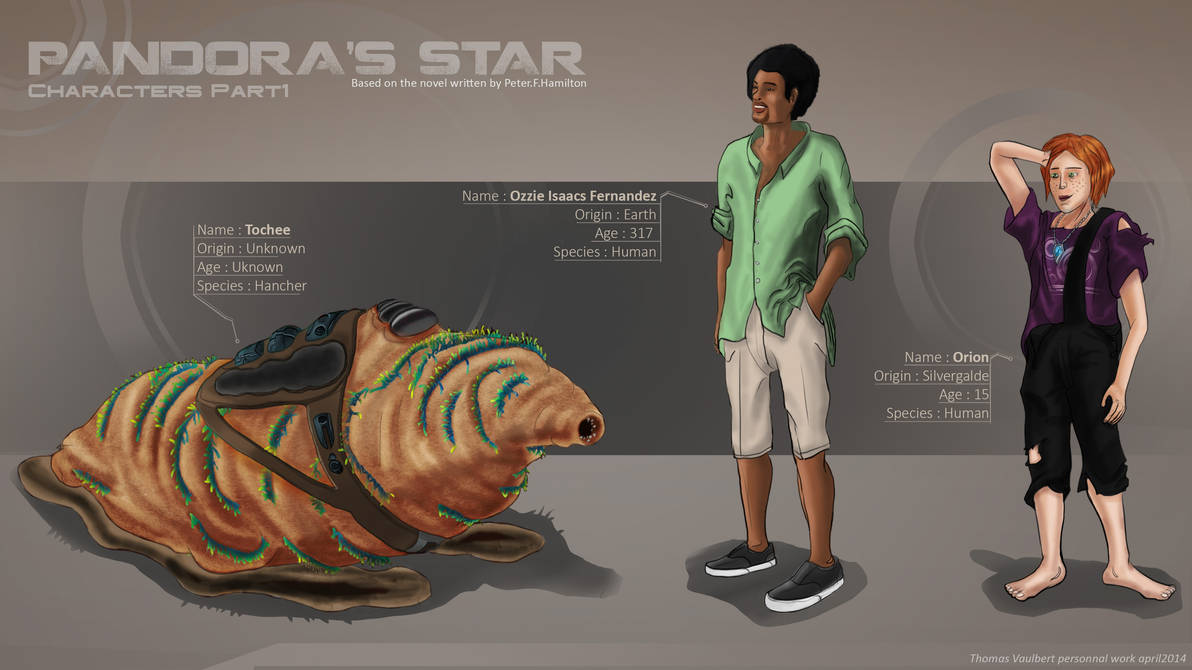 PANDORA'S STAR
Based on the novel written by Peter.F.Hamilton
Characters Part1
Name : Tochee
Origin : Unknown
Age : Uknown
Species : Hancher
Name : Ozzie Isaacs Fernandez
Origin : Earth
Age : 317
Species : Human
Name : Orion
Origin : Silvergalde
Age : 15
Species : Human
Thomas Vaulbert personnal work april2014